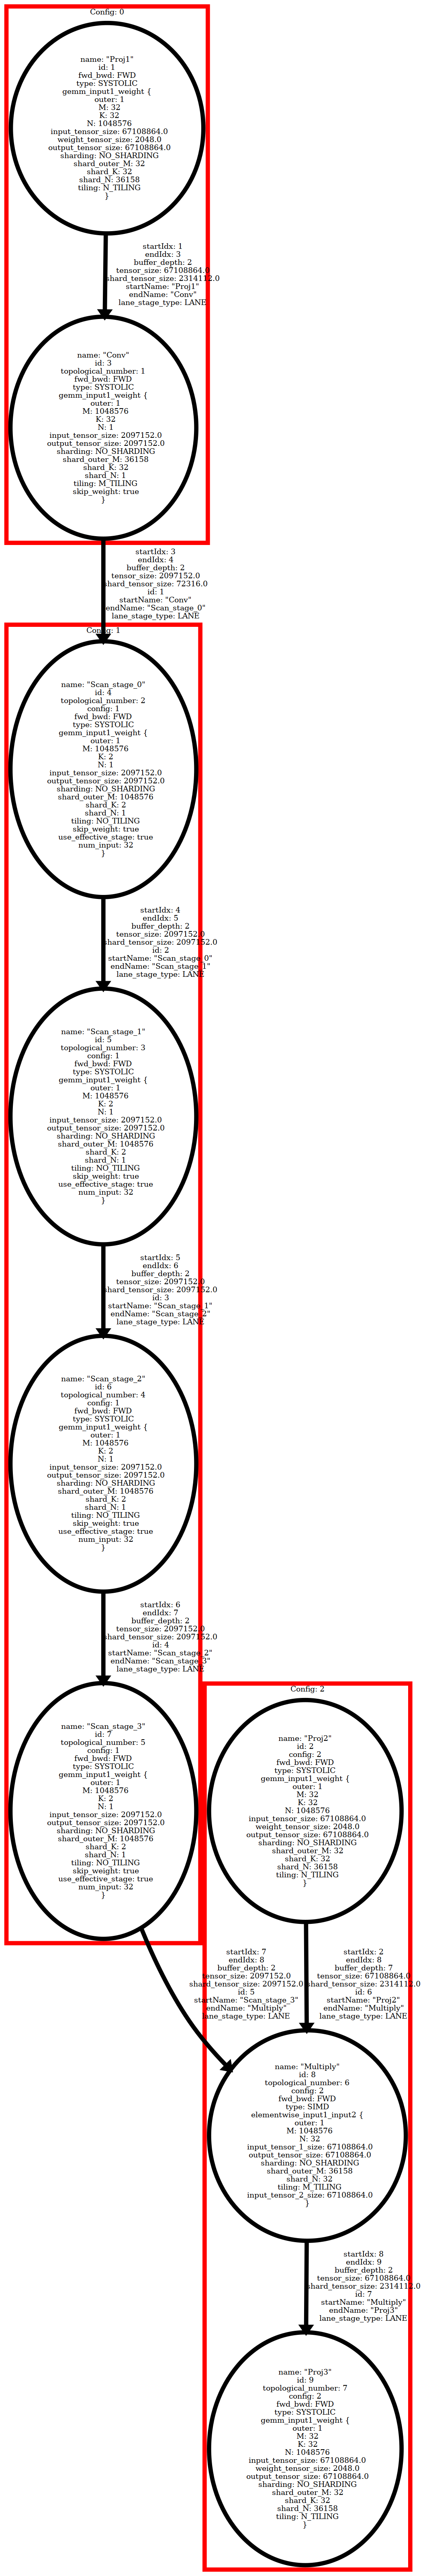 Config: 0
name: "Proj1"
id: 1
fwd_bwd: FWD
type: SYSTOLIC
gemm_input1_weight {
outer: 1
M: 32
K: 32
N: 1048576
input_tensor_size: 67108864.0
weight_tensor_size: 2048.0
output_tensor_size: 67108864.0
sharding: NO_SHARDING
shard_outer_M: 32
shard_K: 32
shard_N: 36158
tiling: N_TILING
}
startIdx: 1
endIdx: 3
buffer_depth: 2
tensor_size: 67108864.0
shard_tensor_size: 2314112.0
startName: "Proj1"
endName: "Conv"
lane_stage_type: LANE
name: "Conv"
id: 3
topological_number: 1
fwd_bwd: FWD
type: SYSTOLIC
gemm_input1_weight {
outer: 1
M: 1048576
K: 32
N: 1
input_tensor_size: 2097152.0
output_tensor_size: 2097152.0
sharding: NO_SHARDING
shard_outer_M: 36158
shard_K: 32
shard_N: 1
tiling: M_TILING
skip_weight: true
}
startIdx: 3
endIdx: 4
buffer_depth: 2
tensor_size: 2097152.0
shard_tensor_size: 72316.0
id: 1
startName: "Conv"
endName: "Scan_stage_0"
lane_stage_type: LANE
Config: 1
name: "Scan_stage_0"
id: 4
topological_number: 2
config: 1
fwd_bwd: FWD
type: SYSTOLIC
gemm_input1_weight {
outer: 1
M: 1048576
K: 2
N: 1
input_tensor_size: 2097152.0
output_tensor_size: 2097152.0
sharding: NO_SHARDING
shard_outer_M: 1048576
shard_K: 2
shard_N: 1
tiling: NO_TILING
skip_weight: true
use_effective_stage: true
num_input: 32
}
startIdx: 4
endIdx: 5
buffer_depth: 2
tensor_size: 2097152.0
shard_tensor_size: 2097152.0
id: 2
startName: "Scan_stage_0"
endName: "Scan_stage_1"
lane_stage_type: LANE
name: "Scan_stage_1"
id: 5
topological_number: 3
config: 1
fwd_bwd: FWD
type: SYSTOLIC
gemm_input1_weight {
outer: 1
M: 1048576
K: 2
N: 1
input_tensor_size: 2097152.0
output_tensor_size: 2097152.0
sharding: NO_SHARDING
shard_outer_M: 1048576
shard_K: 2
shard_N: 1
tiling: NO_TILING
skip_weight: true
use_effective_stage: true
num_input: 32
}
startIdx: 5
endIdx: 6
buffer_depth: 2
tensor_size: 2097152.0
shard_tensor_size: 2097152.0
id: 3
startName: "Scan_stage_1"
endName: "Scan_stage_2"
lane_stage_type: LANE
name: "Scan_stage_2"
id: 6
topological_number: 4
config: 1
fwd_bwd: FWD
type: SYSTOLIC
gemm_input1_weight {
outer: 1
M: 1048576
K: 2
N: 1
input_tensor_size: 2097152.0
output_tensor_size: 2097152.0
sharding: NO_SHARDING
shard_outer_M: 1048576
shard_K: 2
shard_N: 1
tiling: NO_TILING
skip_weight: true
use_effective_stage: true
num_input: 32
}
startIdx: 6
endIdx: 7
buffer_depth: 2
tensor_size: 2097152.0
shard_tensor_size: 2097152.0
id: 4
startName: "Scan_stage_2"
endName: "Scan_stage_3"
lane_stage_type: LANE
name: "Scan_stage_3"
id: 7
topological_number: 5
config: 1
fwd_bwd: FWD
type: SYSTOLIC
gemm_input1_weight {
outer: 1
M: 1048576
K: 2
N: 1
input_tensor_size: 2097152.0
output_tensor_size: 2097152.0
sharding: NO_SHARDING
shard_outer_M: 1048576
shard_K: 2
shard_N: 1
tiling: NO_TILING
skip_weight: true
use_effective_stage: true
num_input: 32
}
Config: 2
name: "Proj2"
id: 2
config: 2
fwd_bwd: FWD
type: SYSTOLIC
gemm_input1_weight {
outer: 1
M: 32
K: 32
N: 1048576
input_tensor_size: 67108864.0
weight_tensor_size: 2048.0
output_tensor_size: 67108864.0
sharding: NO_SHARDING
shard_outer_M: 32
shard_K: 32
shard_N: 36158
tiling: N_TILING
}
startIdx: 7
endIdx: 8
buffer_depth: 2
tensor_size: 2097152.0
shard_tensor_size: 2097152.0
id: 5
startName: "Scan_stage_3"
endName: "Multiply"
lane_stage_type: LANE
startIdx: 2
endIdx: 8
buffer_depth: 7
tensor_size: 67108864.0
shard_tensor_size: 2314112.0
id: 6
startName: "Proj2"
endName: "Multiply"
lane_stage_type: LANE
name: "Multiply"
id: 8
topological_number: 6
config: 2
fwd_bwd: FWD
type: SIMD
elementwise_input1_input2 {
outer: 1
M: 1048576
N: 32
input_tensor_1_size: 67108864.0
output_tensor_size: 67108864.0
sharding: NO_SHARDING
shard_outer_M: 36158
shard_N: 32
tiling: M_TILING
input_tensor_2_size: 67108864.0
}
startIdx: 8
endIdx: 9
buffer_depth: 2
tensor_size: 67108864.0
shard_tensor_size: 2314112.0
id: 7
startName: "Multiply"
endName: "Proj3"
lane_stage_type: LANE
name: "Proj3"
id: 9
topological_number: 7
config: 2
fwd_bwd: FWD
type: SYSTOLIC
gemm_input1_weight {
outer: 1
M: 32
K: 32
N: 1048576
input_tensor_size: 67108864.0
weight_tensor_size: 2048.0
output_tensor_size: 67108864.0
sharding: NO_SHARDING
shard_outer_M: 32
shard_K: 32
shard_N: 36158
tiling: N_TILING
}